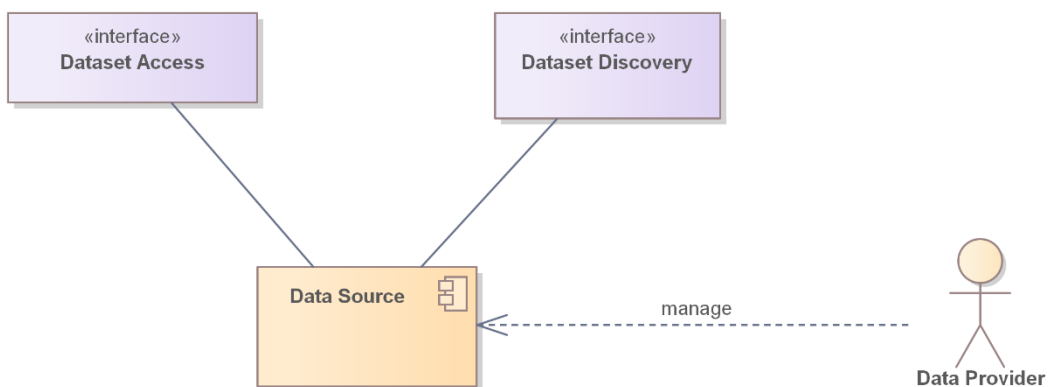 «interface»
Dataset Access
«interface»
Dataset Discovery
Data Source
manage
Data Provider